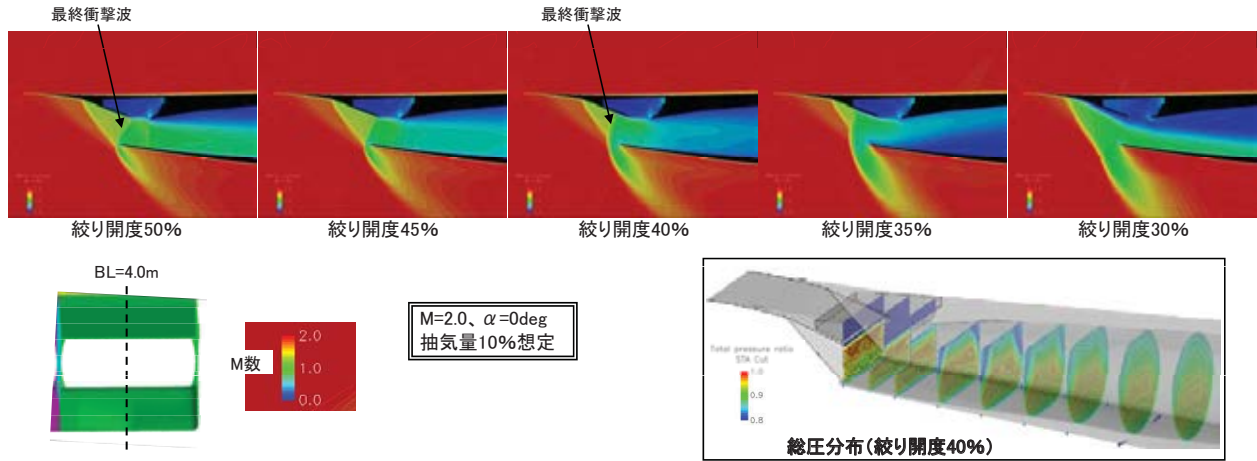 最終衝撃波
最終衝撃波
絞り開度50%
絞り開度45%
絞り開度40%
絞り開度35%
絞り開度30%
BL=4.0m
M数
2.0
1.0
0.0
M=2.0、α=0deg
抽気量10%想定
Total pressure ratio
STA Cut
1.0
0.9
0.8
総圧分布(絞り開度40%)